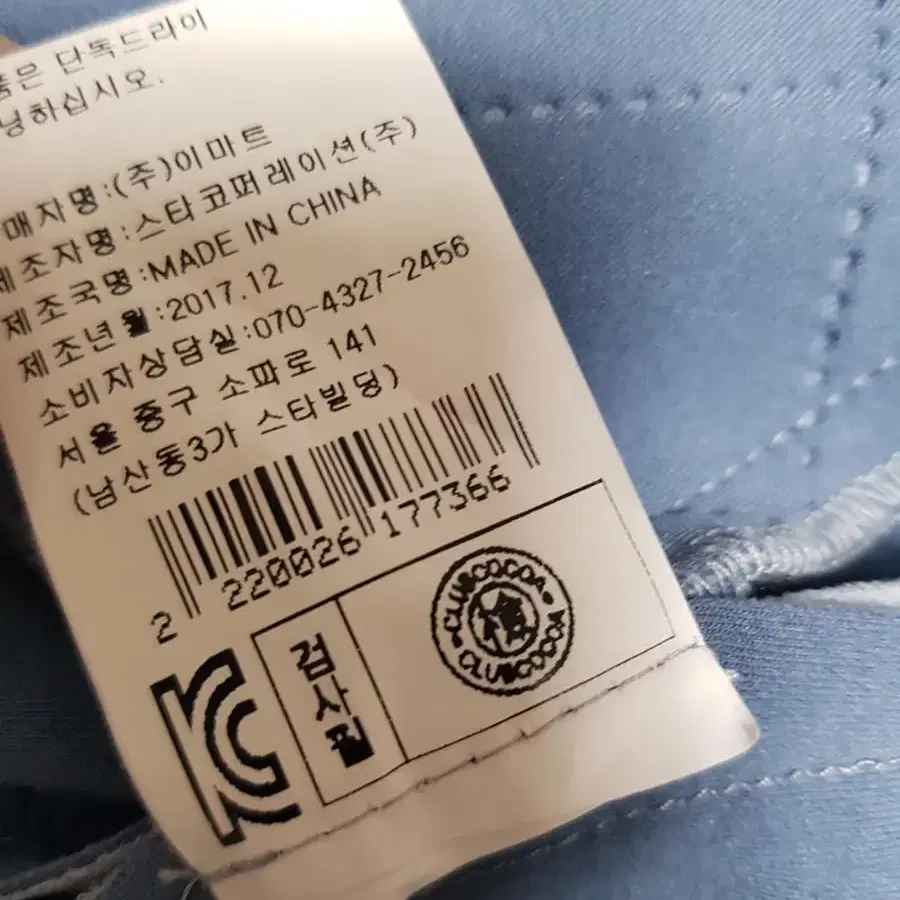 품은 단독드라이
닝하십시오.
매자명:(주)이마트
제조자명:스타코퍼레이션(주)
제조국명:MADE IN CHINA
제조년월:2017.12
소비자상담실:070-4327-2456
서울 중구 소파로 141
(남산동3가 스타빌딩)
2 220026 177366
검사필
CLUBCOCOA
檢
CLUBCOCOA
KC